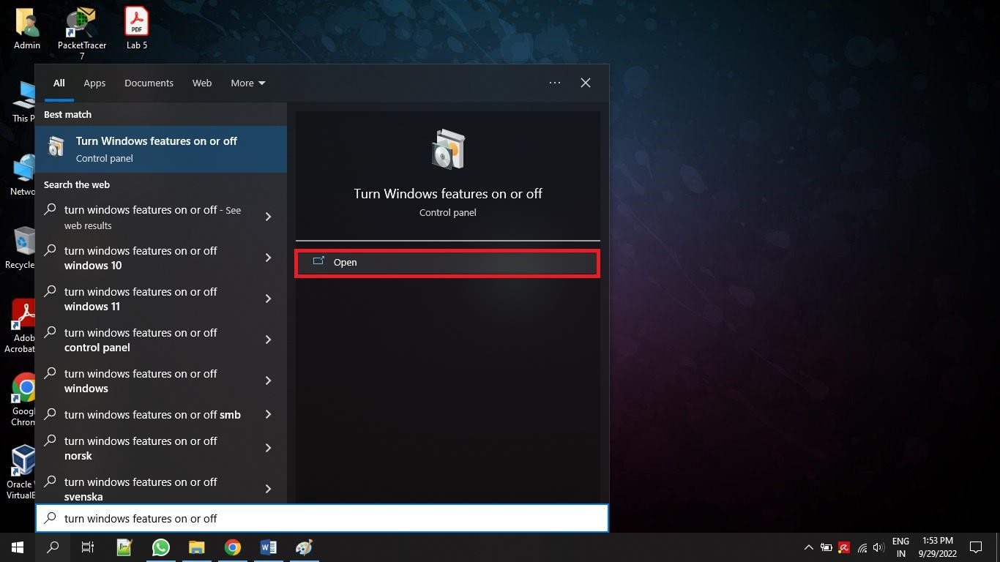 Admin
PacketTracer
7
PDF
Lab 5
This P
Netwo
Recycle
Adob
Acrobat
Goog
Chrom
Oracle
VirtualB
All
Apps
Documents
Web
More
Best match
Turn Windows features on or off
Control panel
Search the web
turn windows features on or off - See
web results
turn windows features on or off
windows 10
turn windows features on or off
windows 11
turn windows features on or off
control panel
turn windows features on or off
windows
turn windows features on or off smb
turn windows features on or off
norsk
turn windows features on or off
svenska
Turn Windows features on or off
Control panel
Open
turn windows features on or off
ENG
IN
1:53 PM
9/29/2022